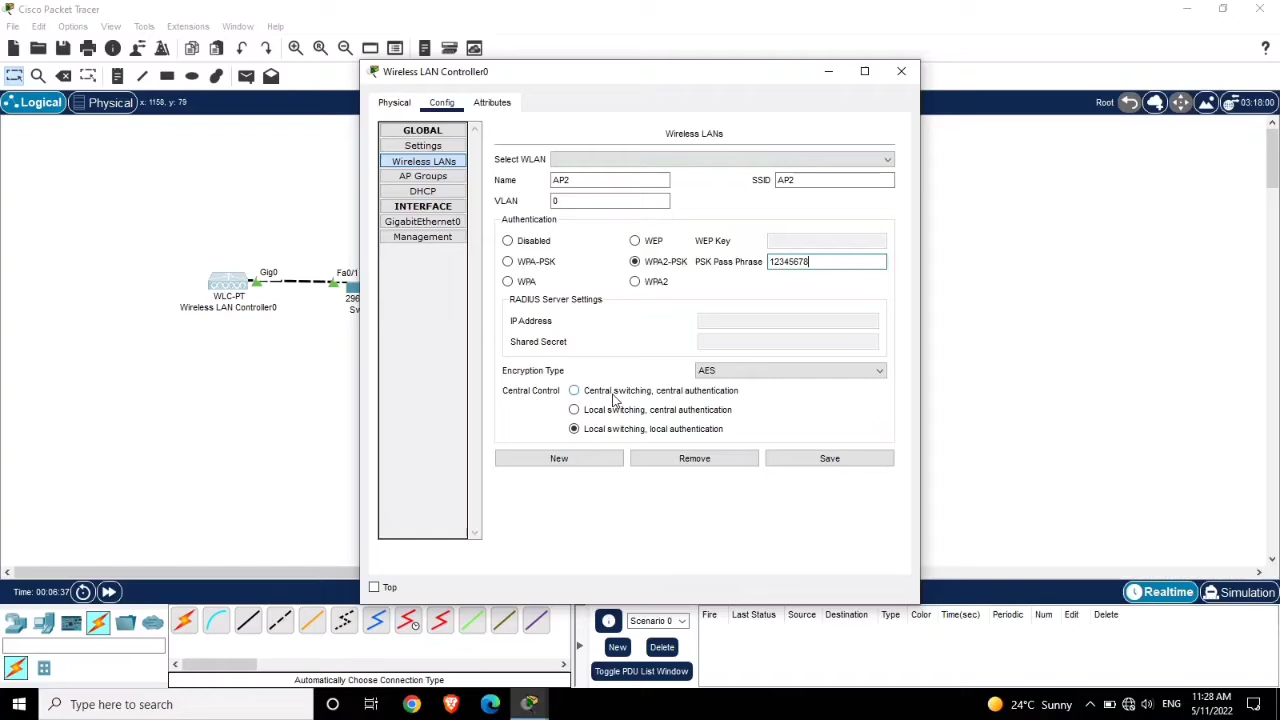 Cisco Packet Tracer
File Edit Options View Tools Extensions Window Help
Logical Physical x: 1158, y: 79 Root 03:18:00
Wireless LAN Controller0
Physical Config Attributes
GLOBAL
Settings
Wireless LANs
AP Groups
DHCP
INTERFACE
GigabitEthernet0
Management
Wireless LANs
Select WLAN
Name AP2 SSID AP2
VLAN 0
Authentication
Disabled WEP WEP Key
WPA-PSK WPA2-PSK PSK Pass Phrase 12345678
WPA WPA2
RADIUS Server Settings
IP Address
Shared Secret
Encryption Type AES
Central Control Central switching, central authentication
Local switching, central authentication
Local switching, local authentication
New Remove Save
Top
Gig0 Fa0/1
WLC-PT
Wireless LAN Controller0
296
Sw
Time: 00:06:37 Realtime Simulation
Scenario 0
New Delete
Toggle PDU List Window
Fire Last Status Source Destination Type Color Time(sec) Periodic Num Edit Delete
Automatically Choose Connection Type
Type here to search
24°C Sunny ENG 11:28 AM
5/11/2022